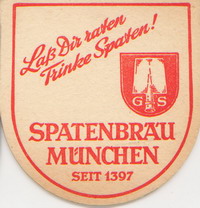 Laß Dir raten
Trinke Spaten!
G S
SPATENBRÄU
MÜNCHEN
SEIT 1397